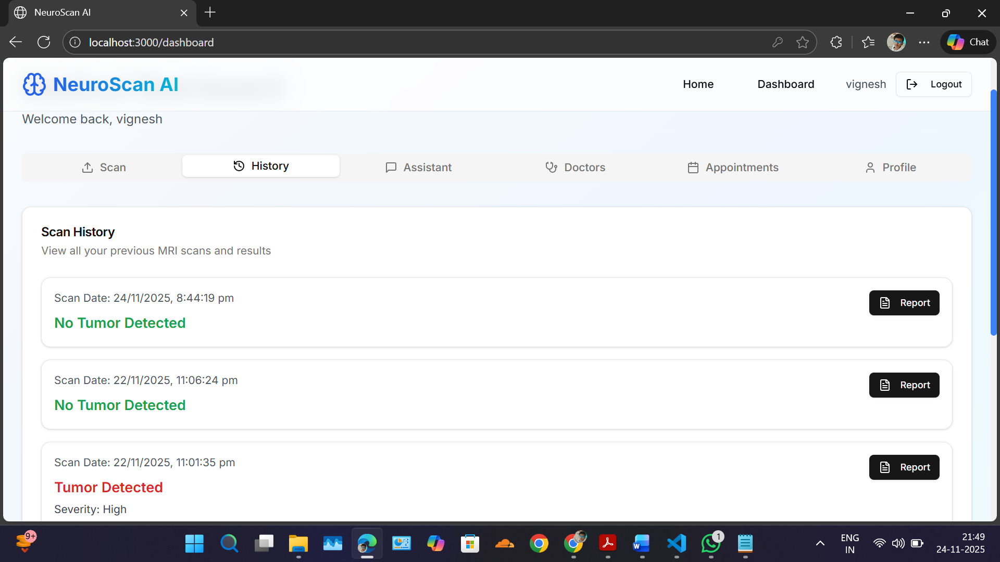 NeuroScan AI
localhost:3000/dashboard
Chat
NeuroScan AI
Home
Dashboard
vignesh
Logout
Welcome back, vignesh
Scan
History
Assistant
Doctors
Appointments
Profile
Scan History
View all your previous MRI scans and results
Scan Date: 24/11/2025, 8:44:19 pm
Report
No Tumor Detected
Scan Date: 22/11/2025, 11:06:24 pm
Report
No Tumor Detected
Scan Date: 22/11/2025, 11:01:35 pm
Report
Tumor Detected
Severity: High
9+
W
1
ENG
IN
21:49
24-11-2025